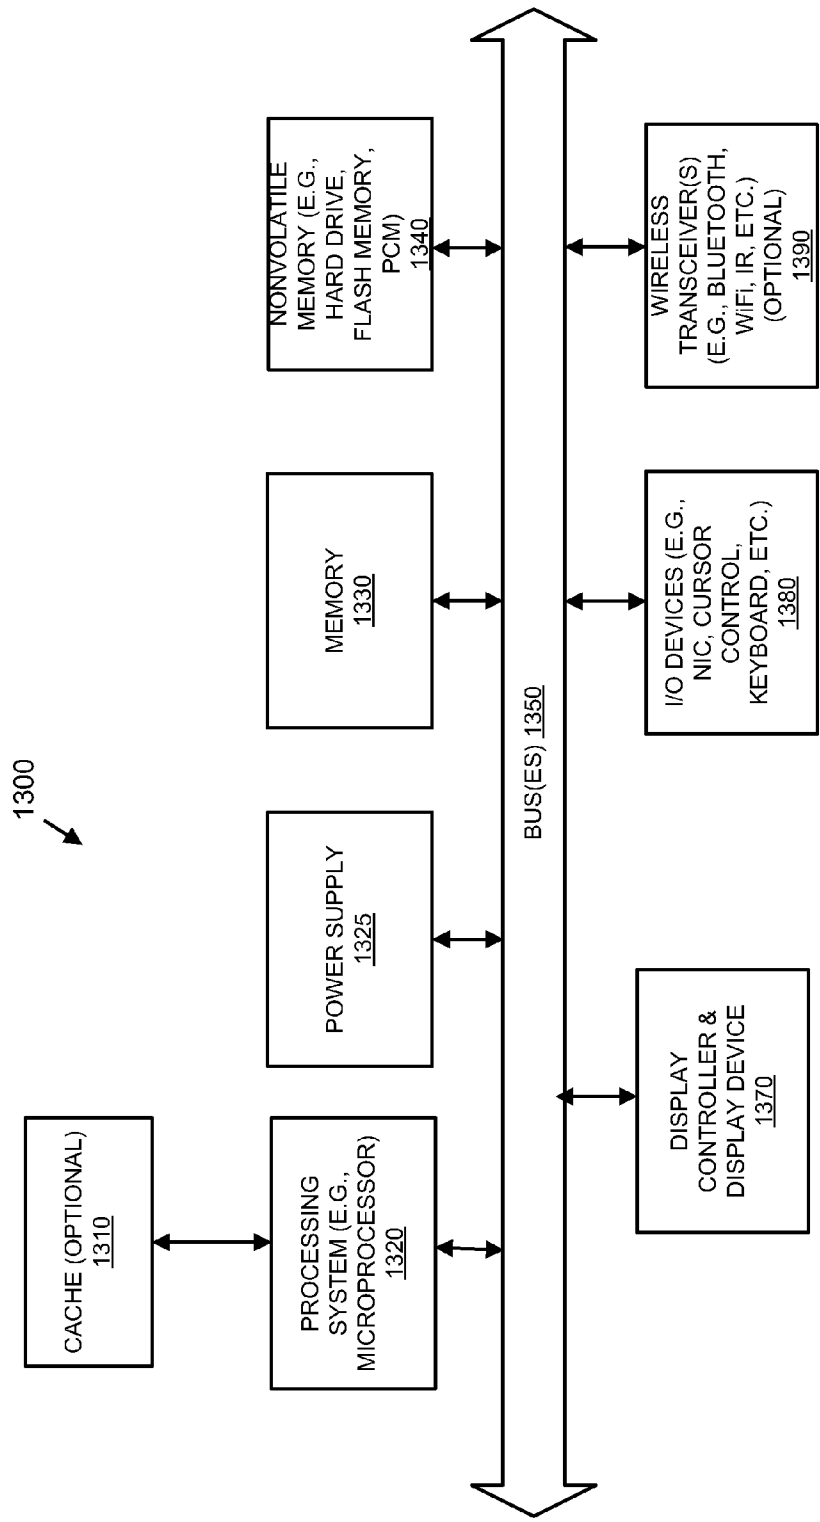 1300
CACHE (OPTIONAL)
1310
PROCESSING
SYSTEM (E.G.,
MICROPROCESSOR)
1320
POWER SUPPLY
1325
MEMORY
1330
NONVOLATILE
MEMORY (E.G.,
HARD DRIVE,
FLASH MEMORY,
PCM)
1340
BUS(ES) 1350
DISPLAY
CONTROLLER &
DISPLAY DEVICE
1370
I/O DEVICES (E.G.,
NIC, CURSOR
CONTROL,
KEYBOARD, ETC.)
1380
WIRELESS
TRANSCEIVER(S)
(E.G., BLUETOOTH,
WiFi, IR, ETC.)
(OPTIONAL)
1390